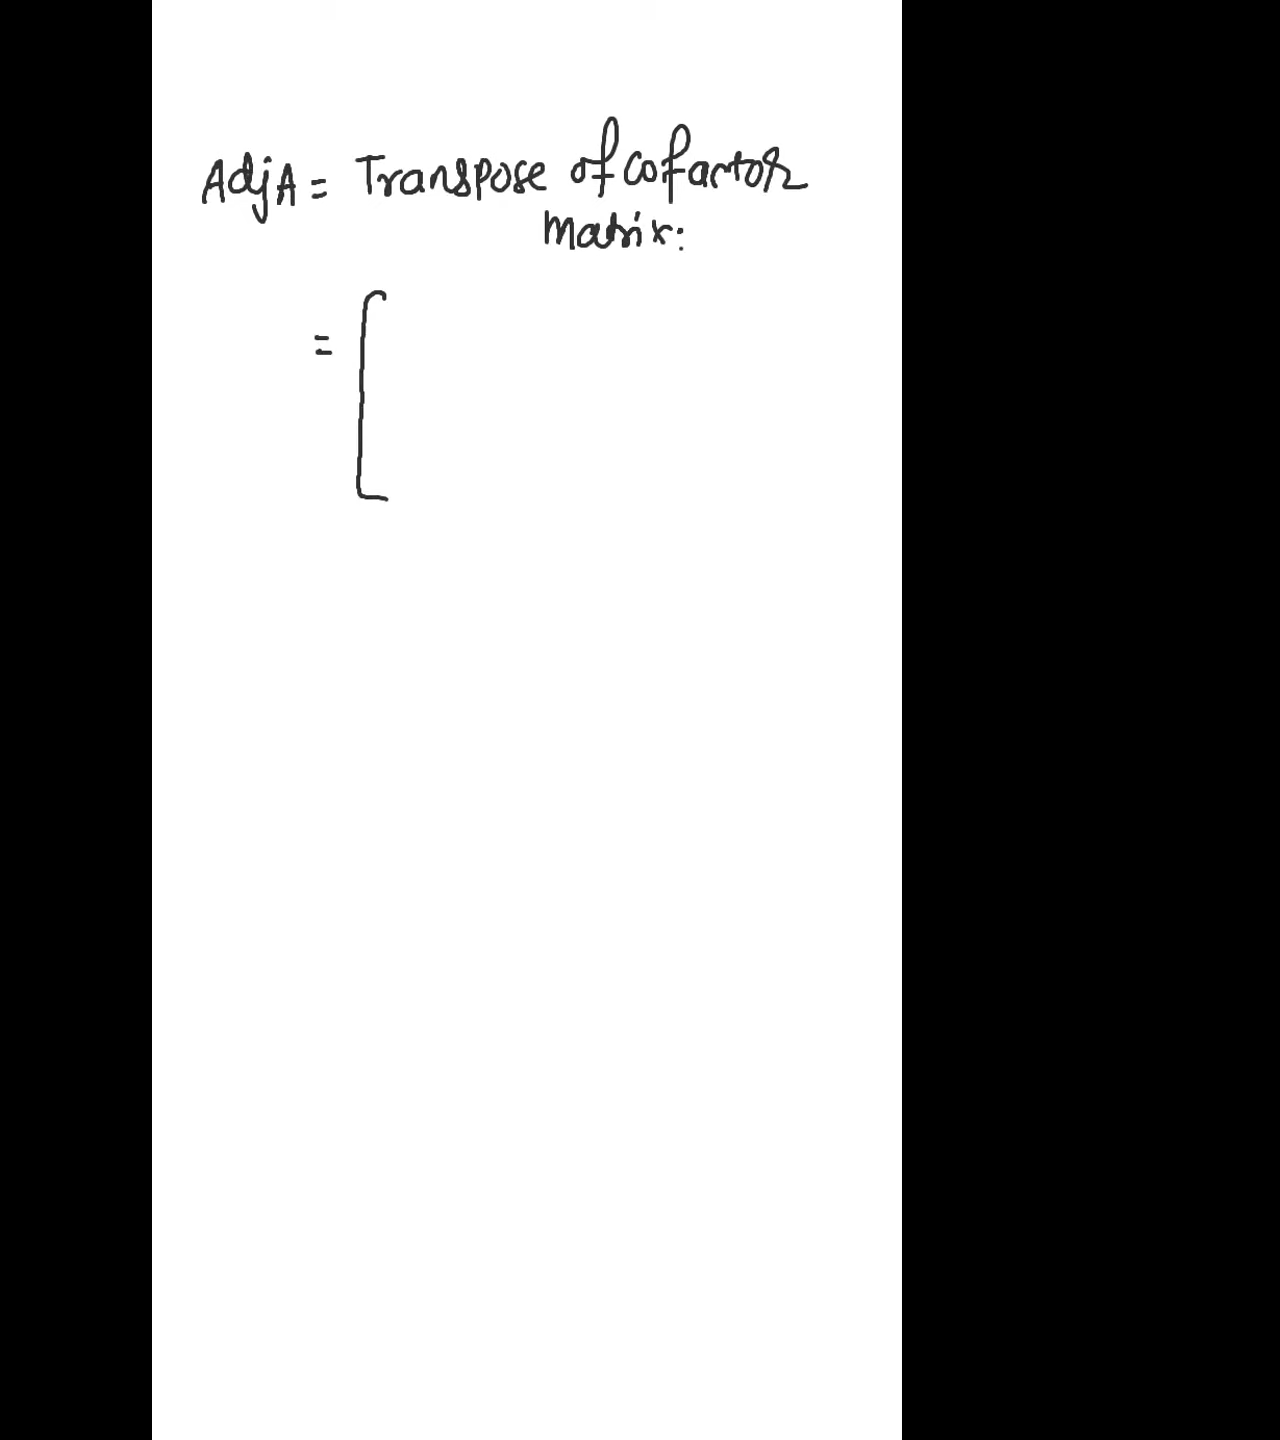 AdjA = Transpose of cofactor
Matrix:
= [